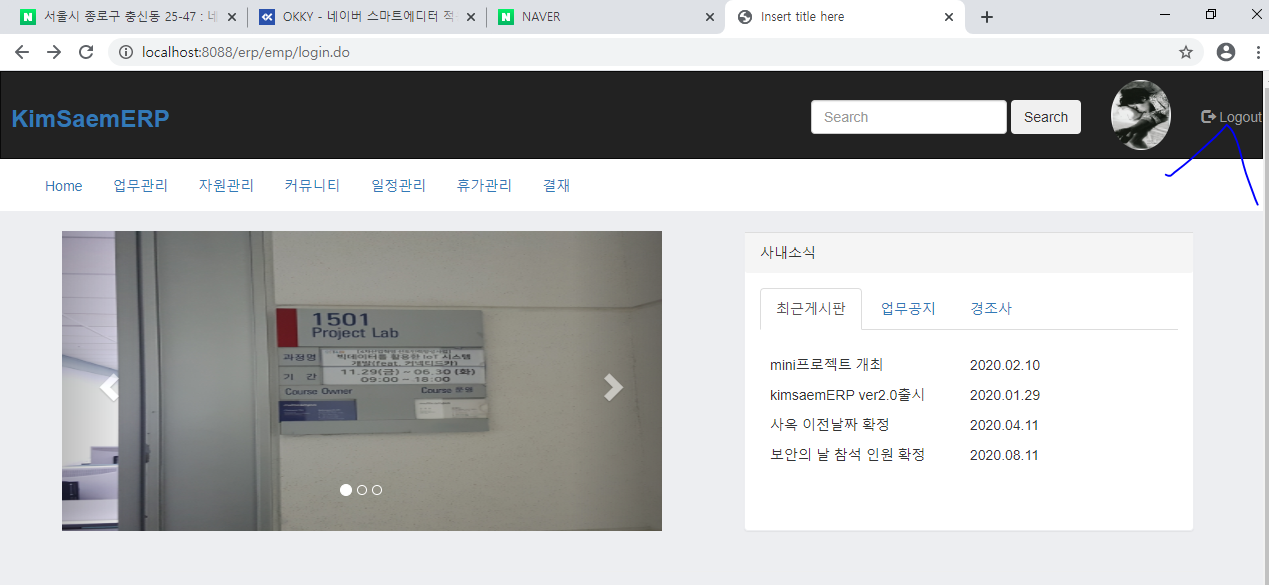 서울시 종로구 충신동 25-47 : 네
OKKY - 네이버 스마트에디터 적
NAVER
Insert title here
localhost:8088/erp/emp/login.do
KimSaemERP
Search
Search
Logout
Home
업무관리
자원관리
커뮤니티
일정관리
휴가관리
결재
1501
Project Lab
과정명
빅데이터를 활용한 IoT 시스템
개발(feat. 커넥티드카)
기 간
11.29(금) - 06.30 (화)
09:00 - 18:00
Course Owner
Course 운영
사내소식
최근게시판
업무공지
경조사
mini프로젝트 개최 2020.02.10
kimsaemERP ver2.0출시 2020.01.29
사옥 이전날짜 확정 2020.04.11
보안의 날 참석 인원 확정 2020.08.11